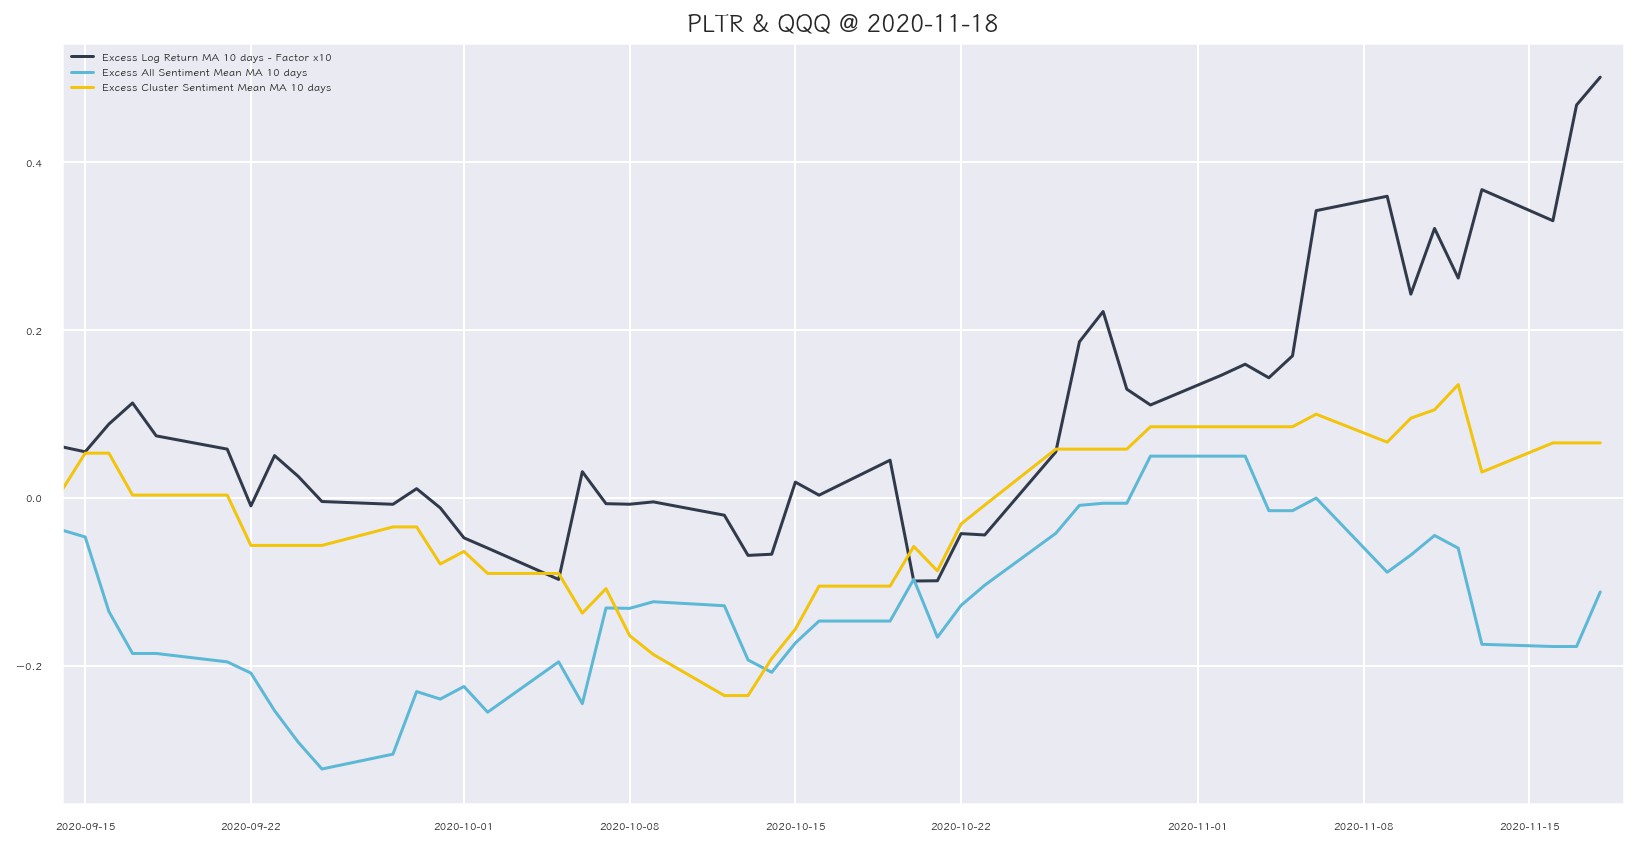 PLTR & QQQ @ 2020-11-18
Excess Log Return MA 10 days - Factor x10
Excess All Sentiment Mean MA 10 days
Excess Cluster Sentiment Mean MA 10 days
0.4
0.2
0.0
−0.2
2020-09-15 2020-09-22 2020-10-01 2020-10-08 2020-10-15 2020-10-22 2020-11-01 2020-11-08 2020-11-15